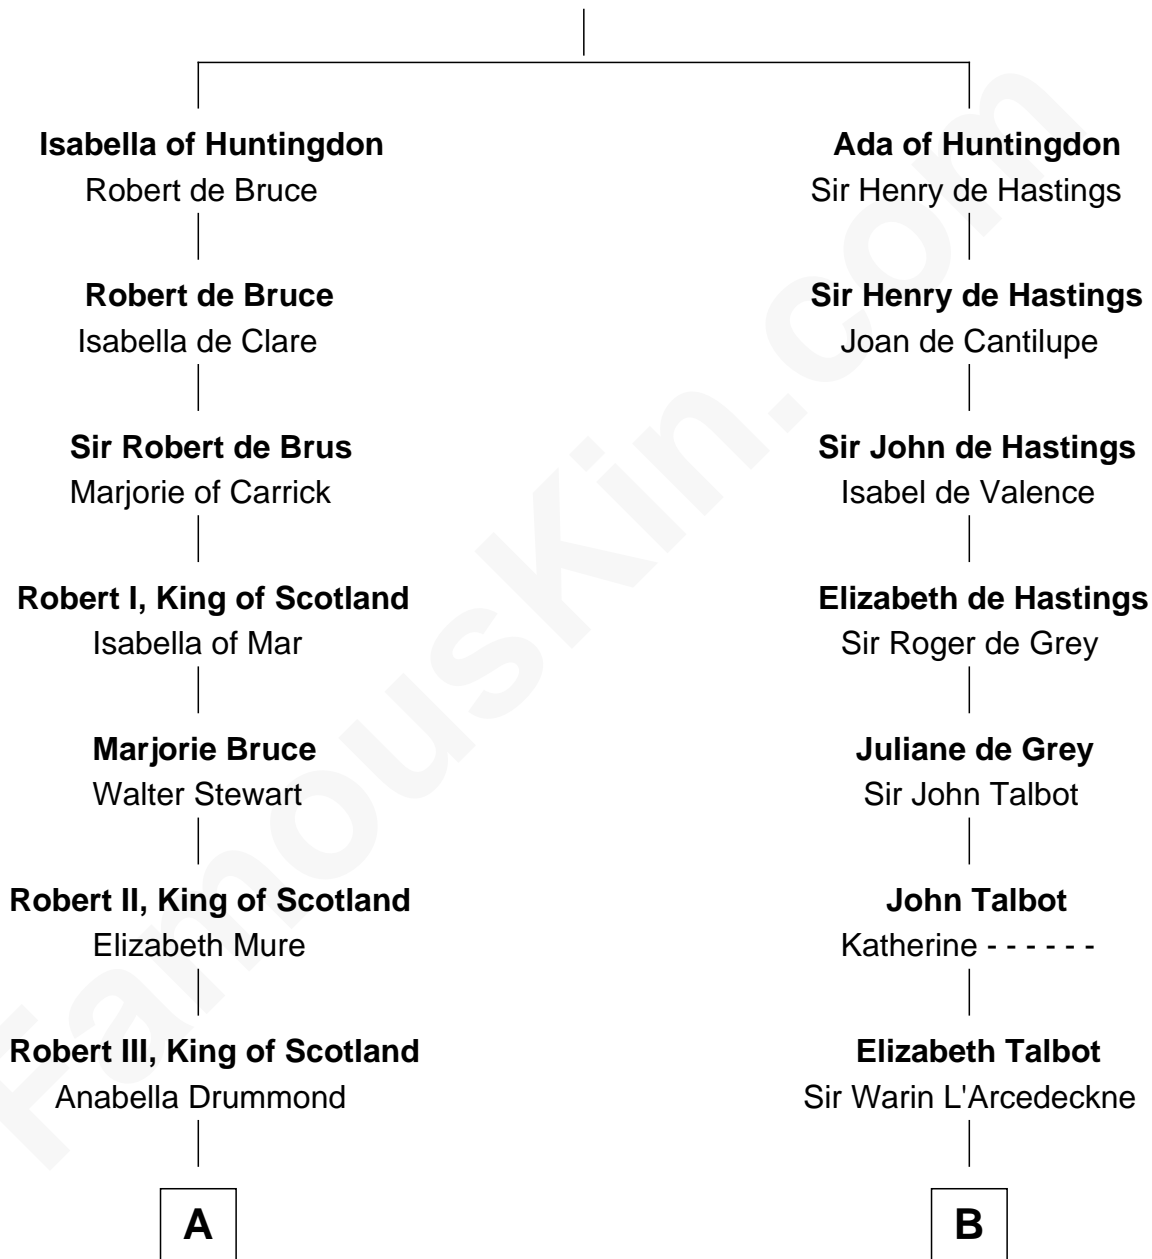 Isabella of Huntingdon
Robert de Bruce
Robert de Bruce
Isabella de Clare
Sir Robert de Brus
Marjorie of Carrick
Robert I, King of Scotland
Isabella of Mar
Marjorie Bruce
Walter Stewart
Robert II, King of Scotland
Elizabeth Mure
Robert III, King of Scotland
Anabella Drummond
A
Ada of Huntingdon
Sir Henry de Hastings
Sir Henry de Hastings
Joan de Cantilupe
Sir John de Hastings
Isabel de Valence
Elizabeth de Hastings
Sir Roger de Grey
Juliane de Grey
Sir John Talbot
John Talbot
Katherine - - - - - -
Elizabeth Talbot
Sir Warin L'Arcedeckne
B
FamousKin.com